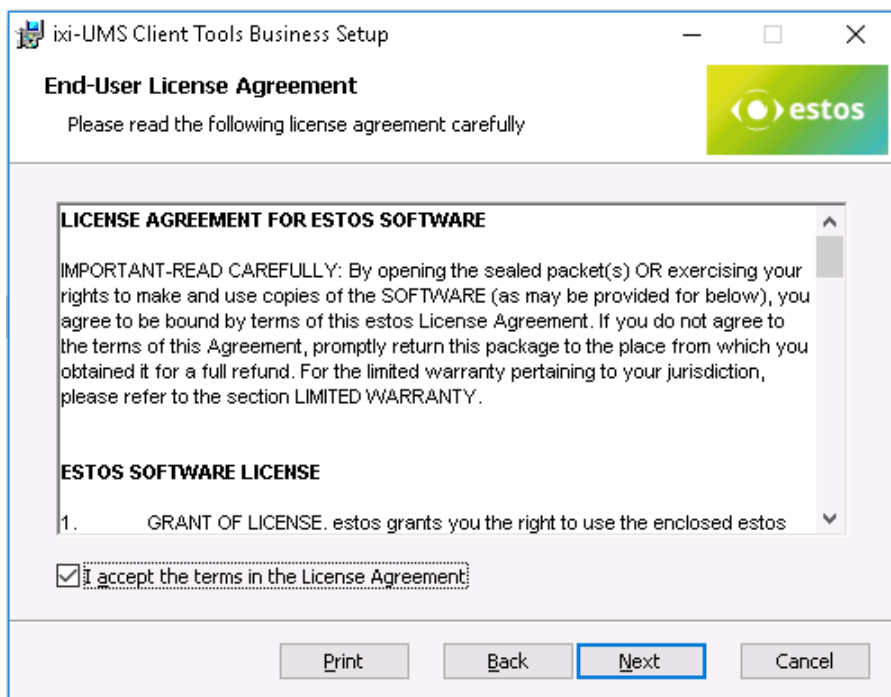 ixi-UMS Client Tools Business Setup
End-User License Agreement
Please read the following license agreement carefully
estos
LICENSE AGREEMENT FOR ESTOS SOFTWARE
IMPORTANT-READ CAREFULLY: By opening the sealed packet(s) OR exercising your
rights to make and use copies of the SOFTWARE (as may be provided for below), you
agree to be bound by terms of this estos License Agreement. If you do not agree to
the terms of this Agreement, promptly return this package to the place from which you
obtained it for a full refund. For the limited warranty pertaining to your jurisdiction,
please refer to the section LIMITED WARRANTY.
ESTOS SOFTWARE LICENSE
1. GRANT OF LICENSE. estos grants you the right to use the enclosed estos
I accept the terms in the License Agreement
Print Back Next Cancel